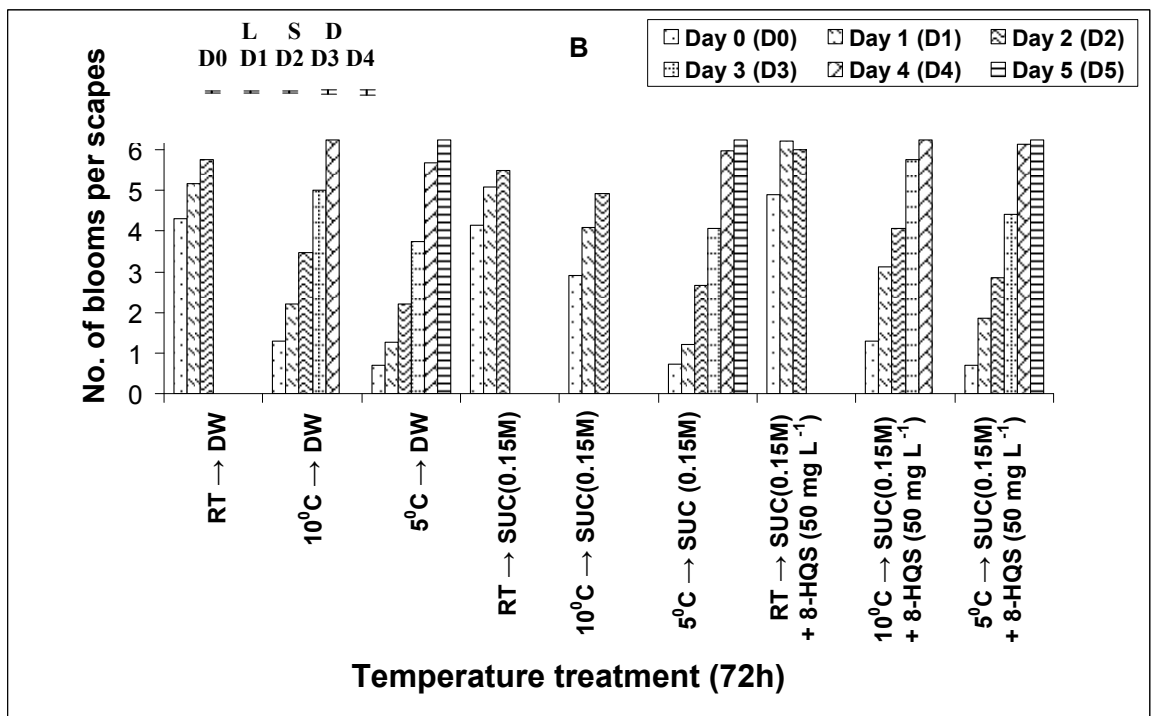 L S D
D0 D1 D2 D3 D4
B
Day 0 (D0) Day 1 (D1) Day 2 (D2)
Day 3 (D3) Day 4 (D4) Day 5 (D5)
No. of blooms per scapes
6
5
4
3
2
1
0
RT → DW
10⁰C → DW
5⁰C → DW
RT → SUC(0.15M)
10⁰C → SUC(0.15M)
5⁰C → SUC (0.15M)
RT → SUC(0.15M)
+ 8-HQS (50 mg L⁻¹)
10⁰C → SUC(0.15M)
+ 8-HQS (50 mg L⁻¹)
5⁰C → SUC(0.15M)
+ 8-HQS (50 mg L⁻¹)
Temperature treatment (72h)